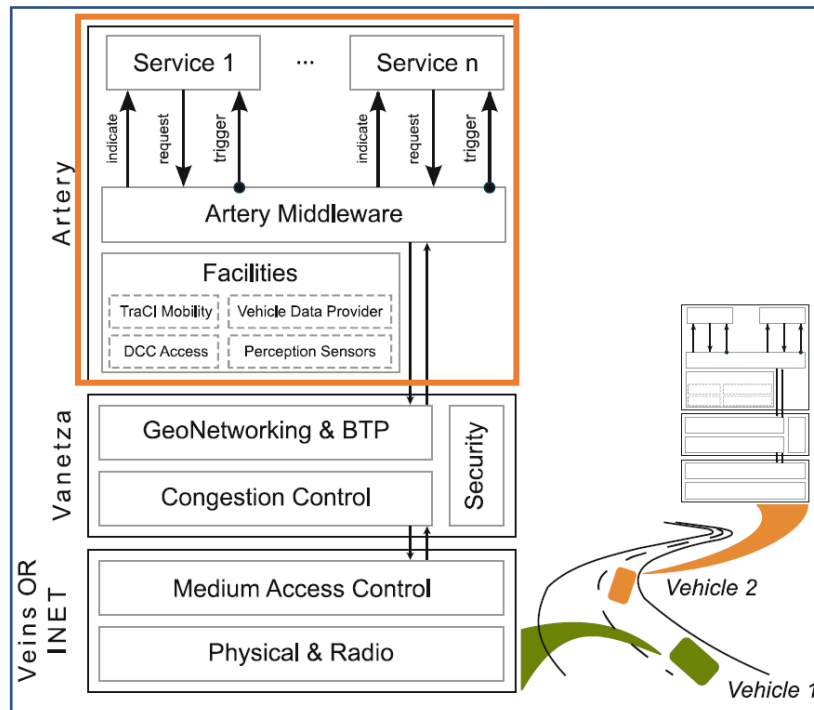 Artery
Service 1
...
Service n
indicate
request
trigger
indicate
request
trigger
Artery Middleware
Facilities
TraCI Mobility
Vehicle Data Provider
DCC Access
Perception Sensors
Vanetza
GeoNetworking & BTP
Congestion Control
Security
Veins OR
INET
Medium Access Control
Physical & Radio
Vehicle 2
Vehicle 1